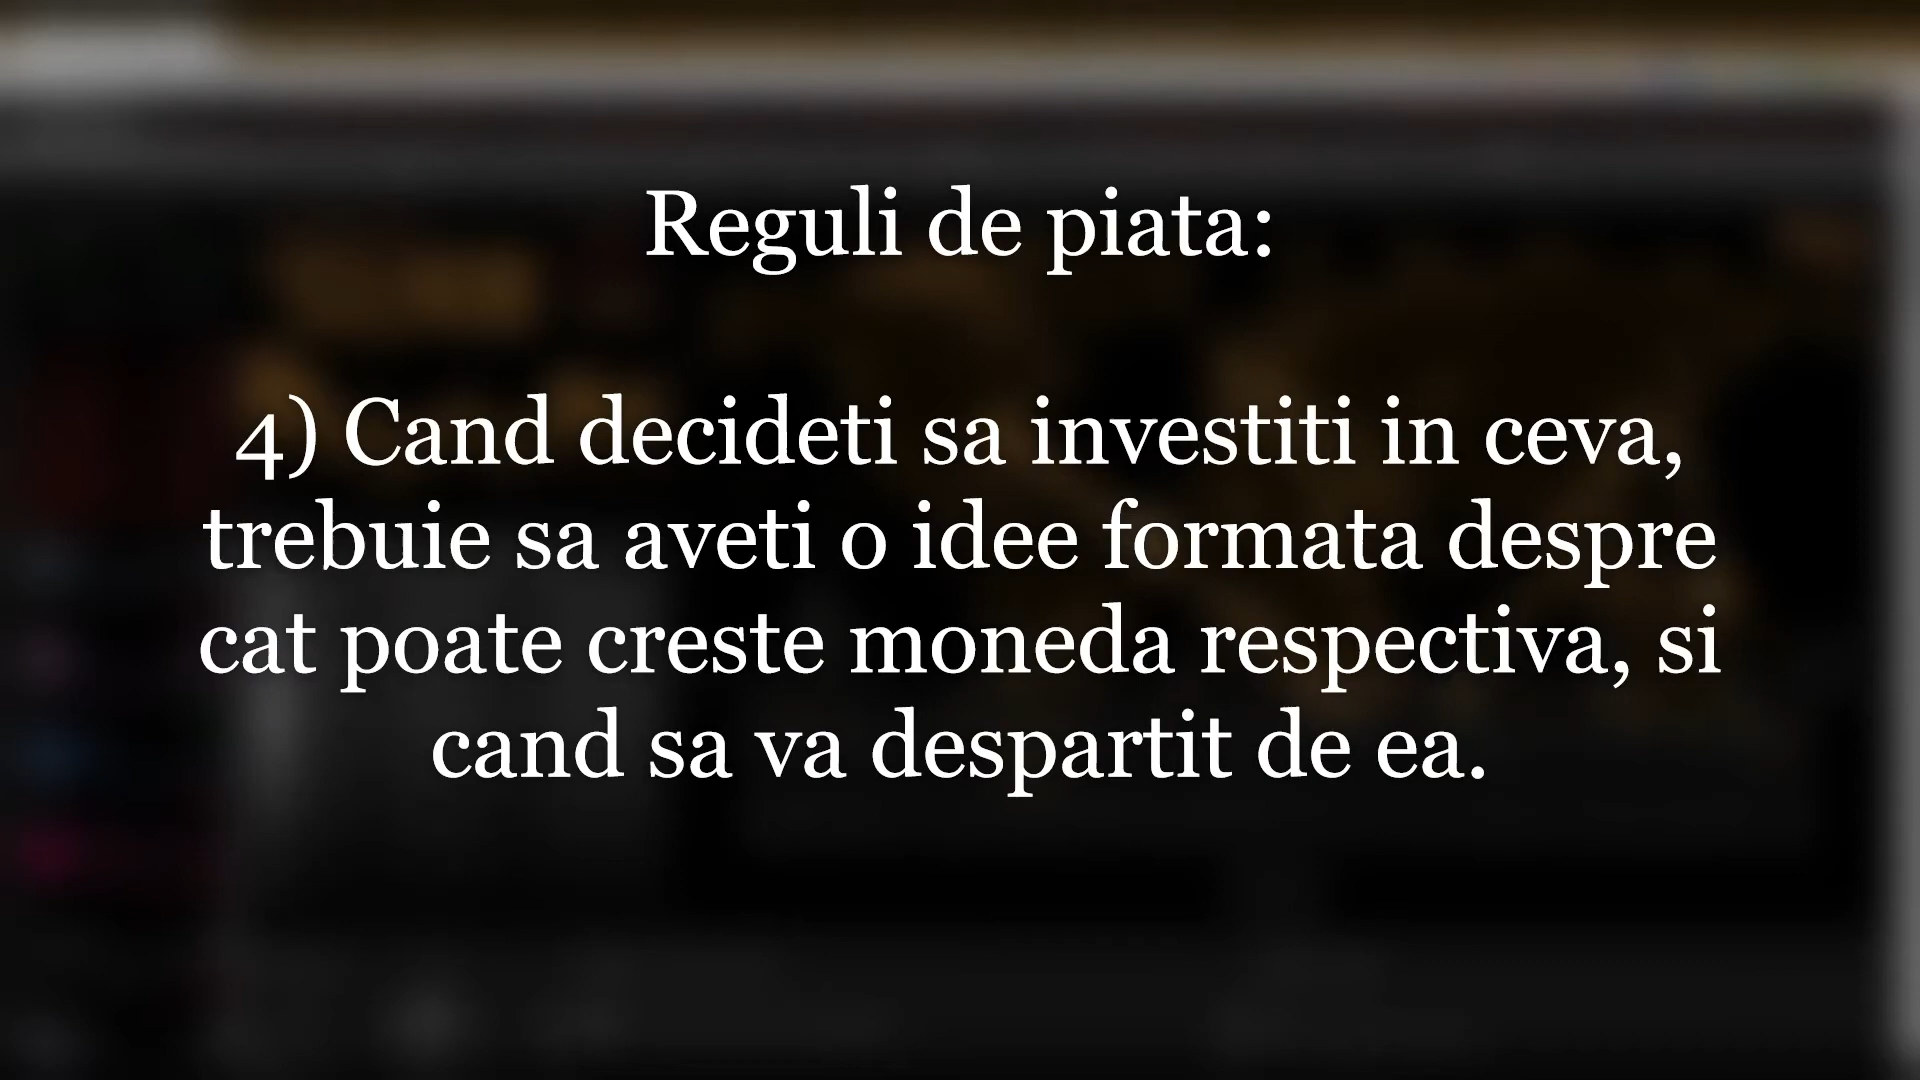 Reguli de piata:
4) Cand decideti sa investiti in ceva,
trebuie sa aveti o idee formata despre
cat poate creste moneda respectiva, si
cand sa va despartit de ea.